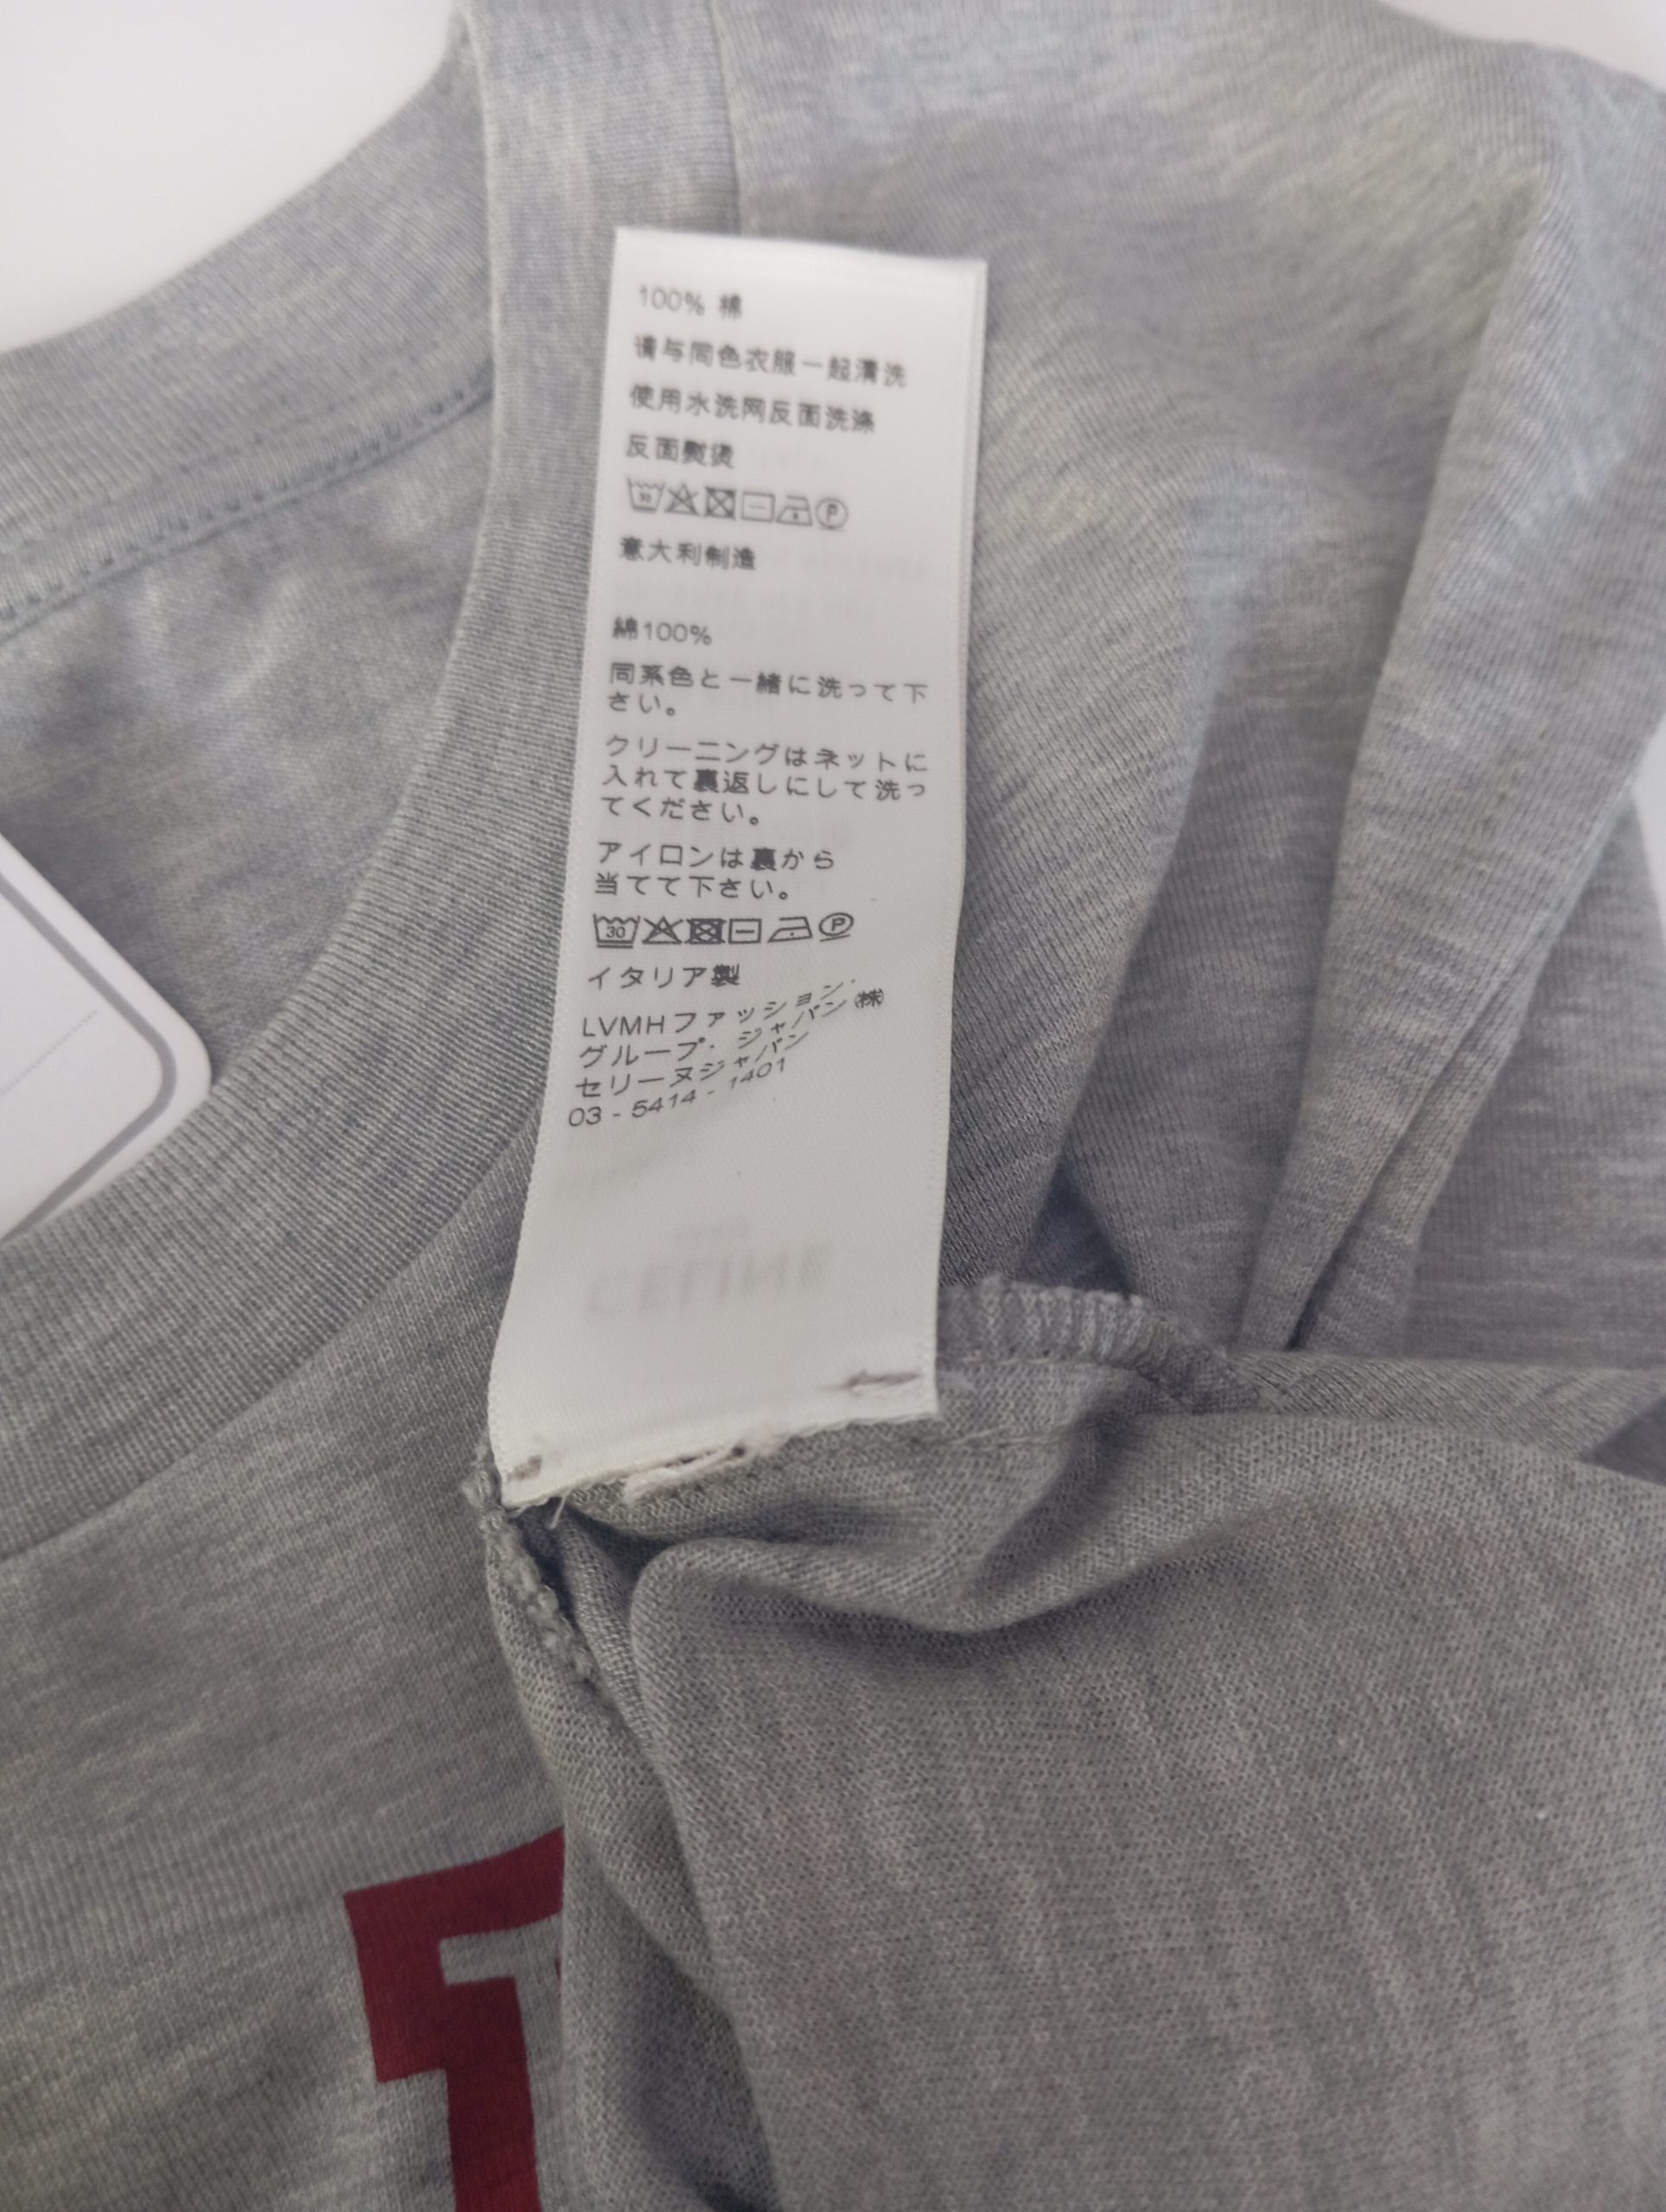 100% 棉
请与同色衣服一起清洗
使用水洗网反面洗涤
反面熨烫
30 P
意大利制造
綿100%
同系色と一緒に洗って下
さい。
クリーニングはネットに
入れて裏返しにして洗っ
てください。
アイロンは裏から
当てて下さい。
30 P
イタリア製
LVMHファッション・
グループ・ジャパン㈱
セリーヌジャパン
03 - 5414 - 1401
CELINE